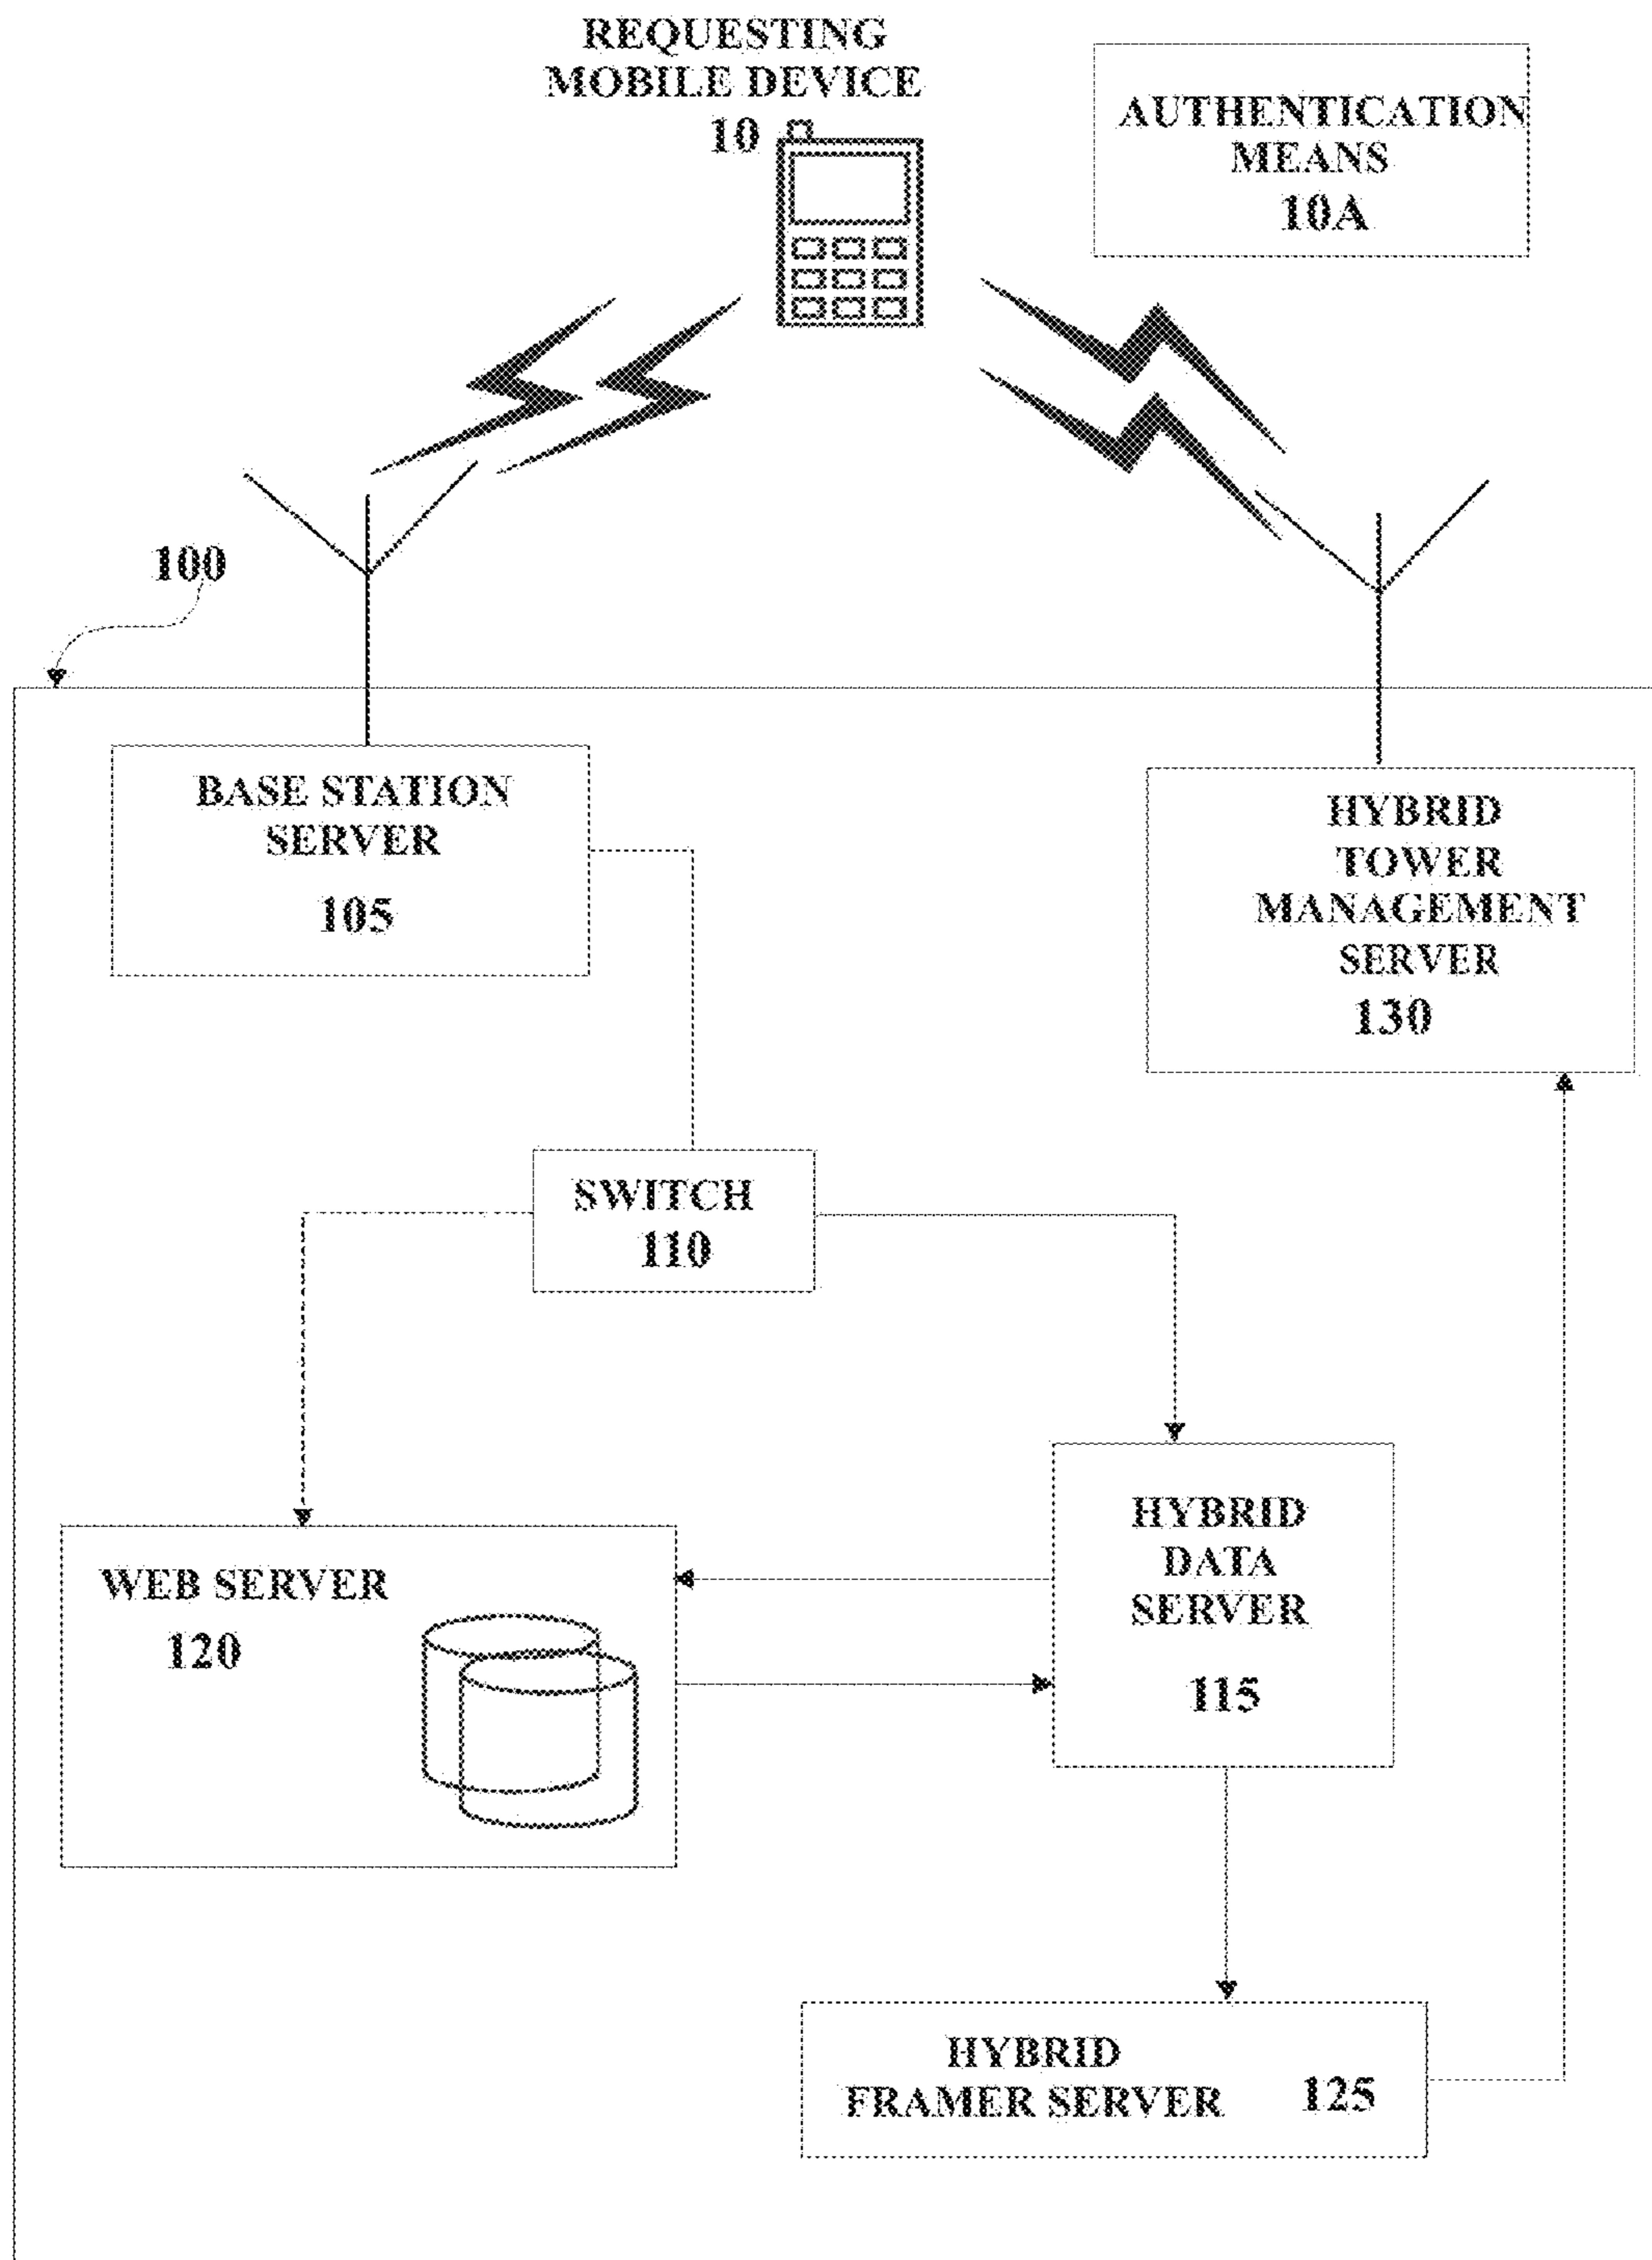 REQUESTING
MOBILE DEVICE
10
AUTHENTICATION
MEANS
10A
100
BASE STATION
SERVER
105
HYBRID
TOWER
MANAGEMENT
SERVER
130
SWITCH
110
WEB SERVER
120
HYBRID
DATA
SERVER
115
HYBRID
FRAMER SERVER 125